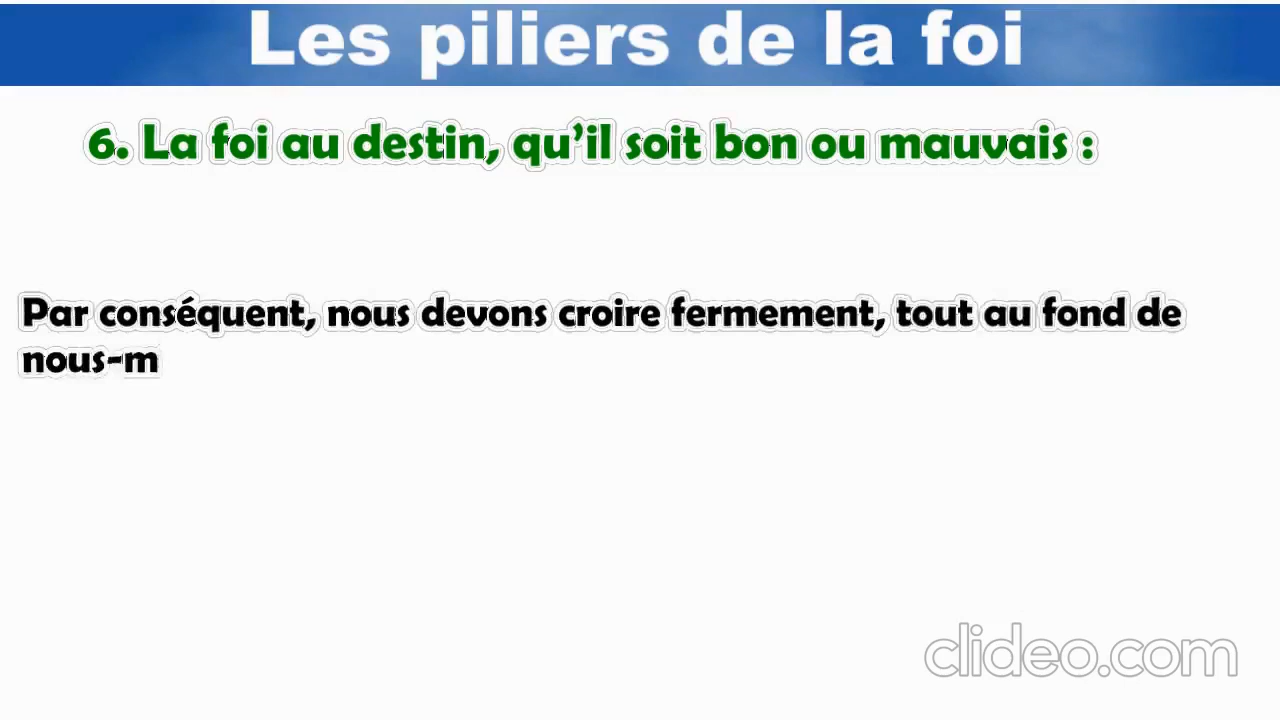 Les piliers de la foi
6. La foi au destin, qu’il soit bon ou mauvais :
Par conséquent, nous devons croire fermement, tout au fond de
nous-m
clideo.com